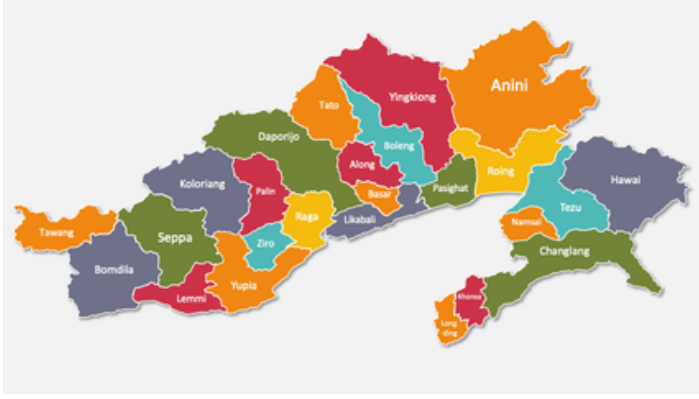 Anini
Yingkiong
Tato
Daporijo
Boleng
Along
Roing
Hawai
Koloriang
Palin
Basar
Pasighat
Tezu
Raga
Likabali
Namsai
Tawang
Seppa
Ziro
Changlang
Bomdila
Yupia
Lemmi
Khonsa
Long
-ding